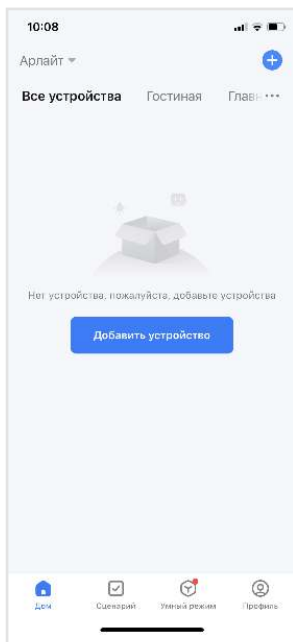 10:08
Арлайт
Все устройства Гостиная Главн ···
Нет устройства, пожалуйста, добавьте устройства
Добавить устройство
Дом Сценарий Умный режим Профиль